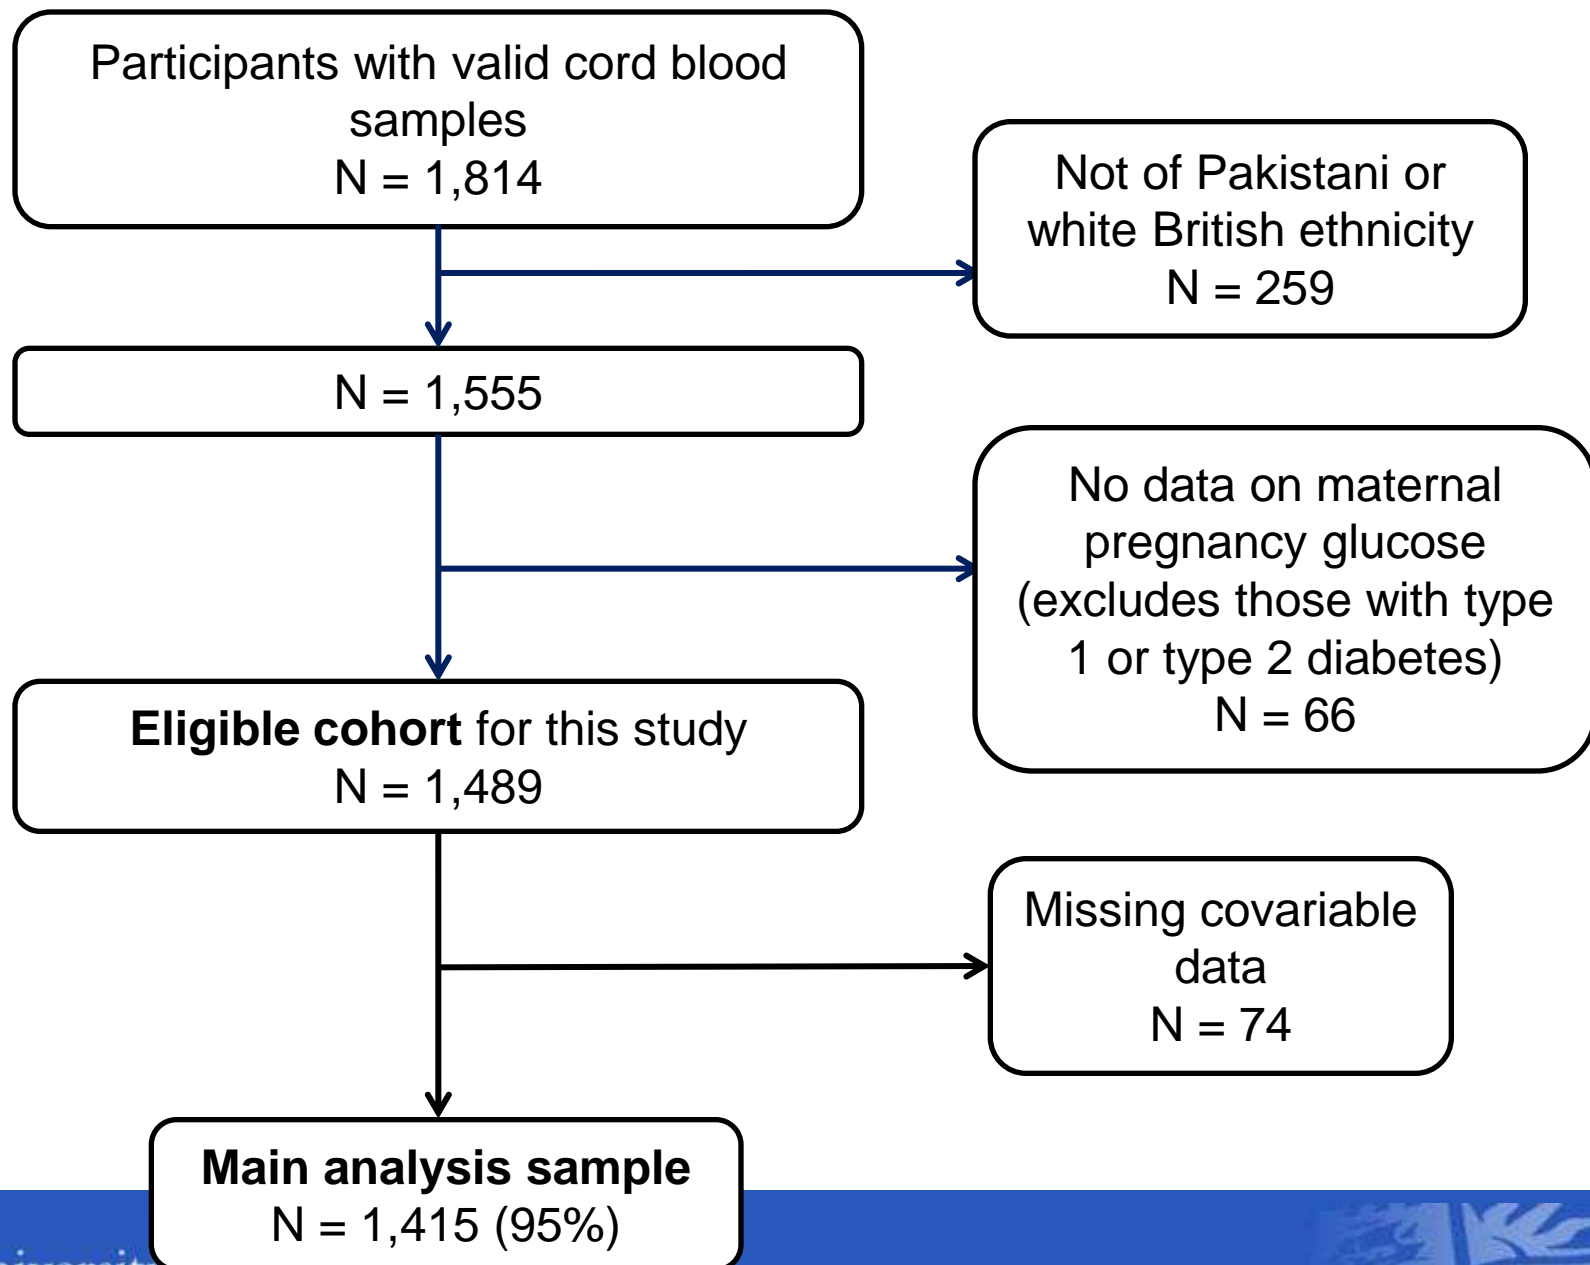 Participants with valid cord blood
samples
N = 1,814
Not of Pakistani or
white British ethnicity
N = 259
N = 1,555
No data on maternal
pregnancy glucose
(excludes those with type
1 or type 2 diabetes)
N = 66
Eligible cohort for this study
N = 1,489
Missing covariable
data
N = 74
Main analysis sample
N = 1,415 (95%)